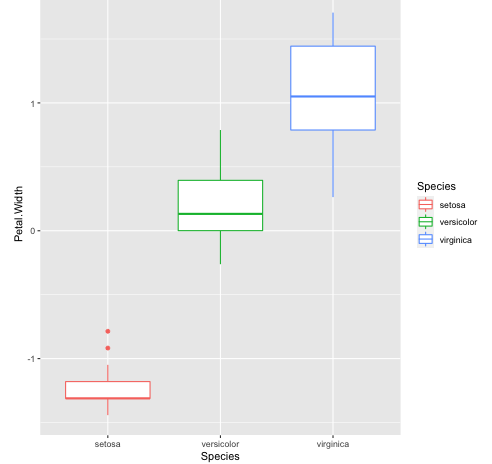 Petal.Width
1
0
-1
setosa
versicolor
virginica
Species
Species
setosa
versicolor
virginica